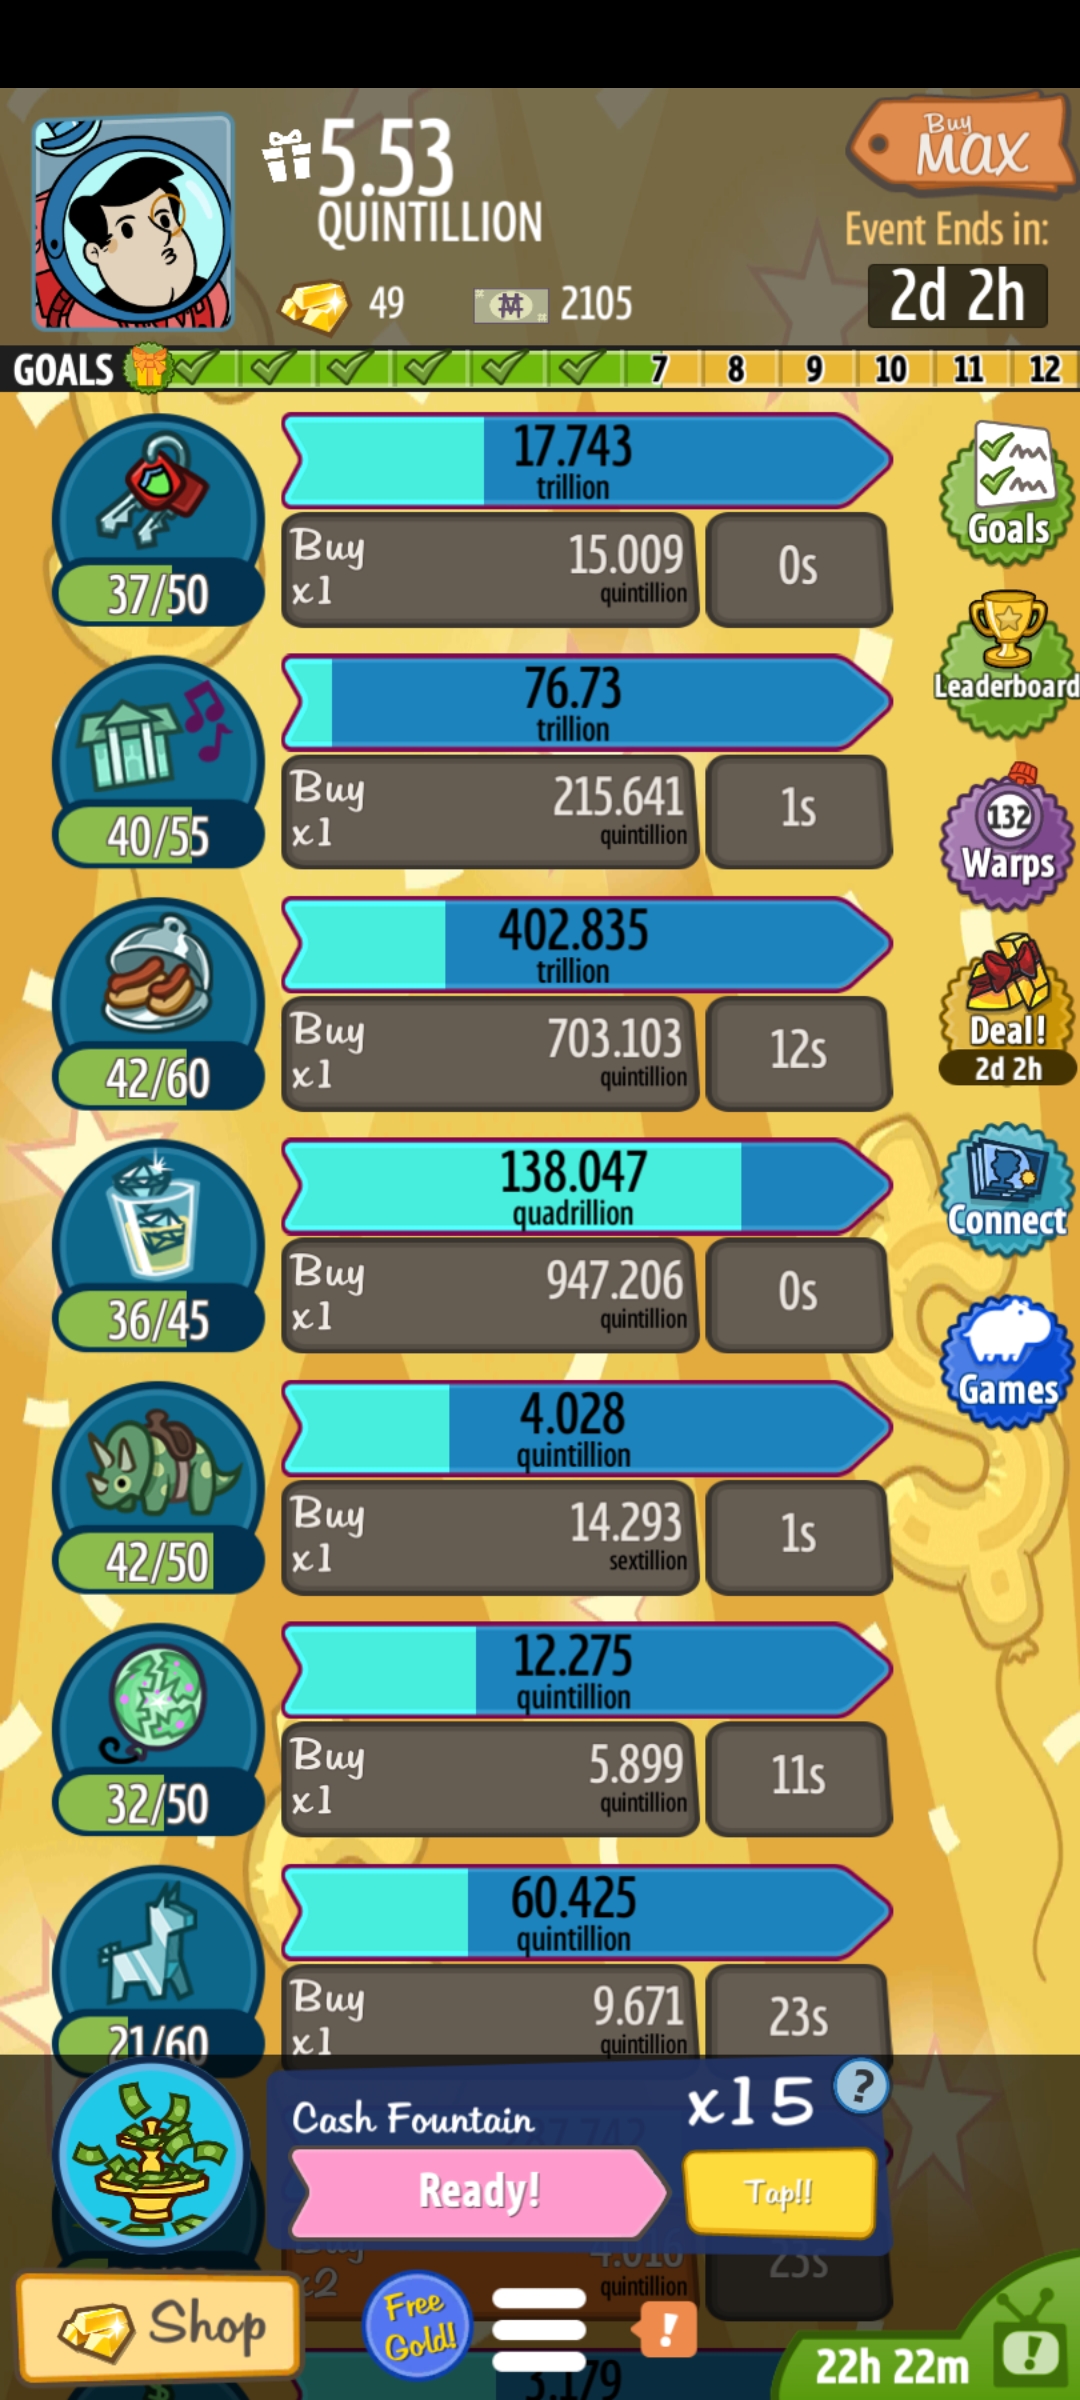 5.53
QUINTILLION
Buy
MAX
Event Ends in:
2d 2h
49
2105
GOALS 7 8 9 10 11 12
17.743
trillion
Buy
x1
15.009
quintillion
0s
37/50
Goals
76.73
trillion
Buy
x1
215.641
quintillion
1s
40/55
Leaderboard
402.835
trillion
Buy
x1
703.103
quintillion
12s
42/60
132
Warps
Deal!
2d 2h
138.047
quadrillion
Buy
x1
947.206
quintillion
0s
36/45
Connect
Games
4.028
quintillion
Buy
x1
14.293
sextillion
1s
42/50
12.275
quintillion
Buy
x1
5.899
quintillion
11s
32/50
60.425
quintillion
Buy
x1
9.671
quintillion
23s
21/60
Cash Fountain
x15
?
Ready!
Tap!!
x2
4.016
quintillion
23s
Shop
Free
Gold!
!
22h 22m
!
3.179